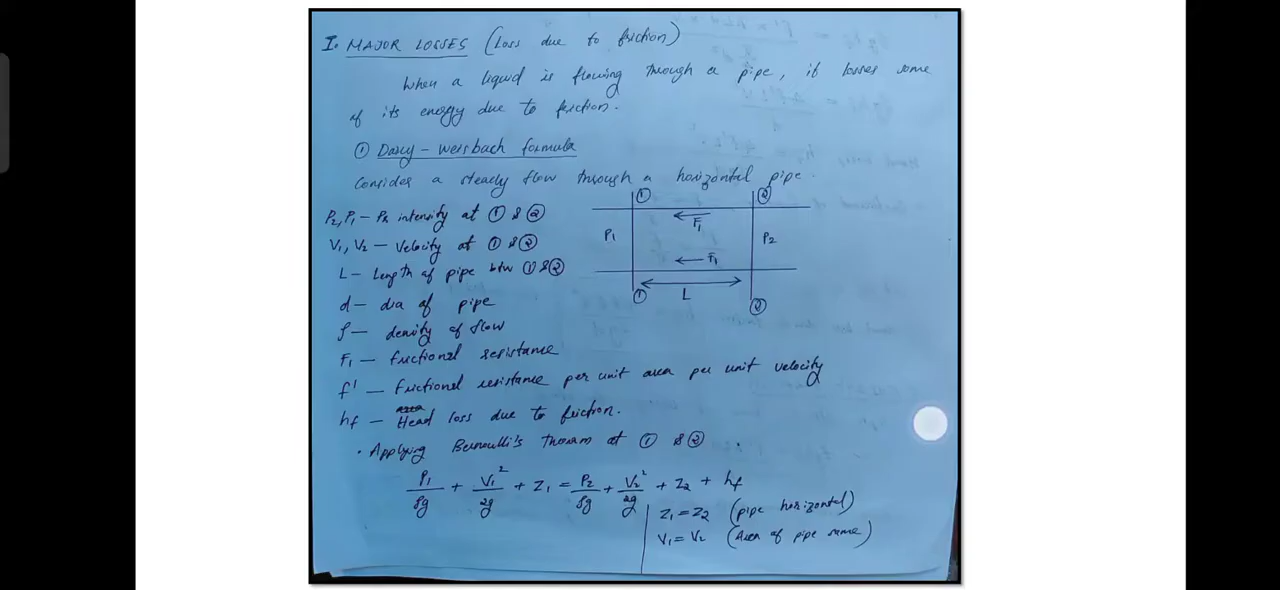 I. MAJOR LOSSES (Loss due to friction)
When a liquid is flowing through a pipe, it losses some
of its energy due to friction.
① Darcy - Weisbach formula
Consider a steady flow through a horizontal pipe.
P₂, P₁ – Pr intensity at ① & ②
V₁, V₂ – Velocity at ① & ②
L – Length of pipe btw ① & ②
d – dia of pipe
ρ – density of flow
F₁ – frictional resistance
f' – Frictional resistance per unit area per unit velocity
hf – Head loss due to friction.
① ②
P₁ F₁ P₂
F₁
① L ②
• Applying Bernoulli's theorem at ① & ②
P₁/ρg + V₁²/2g + Z₁ = P₂/ρg + V₂²/2g + Z₂ + hf
Z₁ = Z₂ (pipe horizontal)
V₁ = V₂ (Area of pipe same)